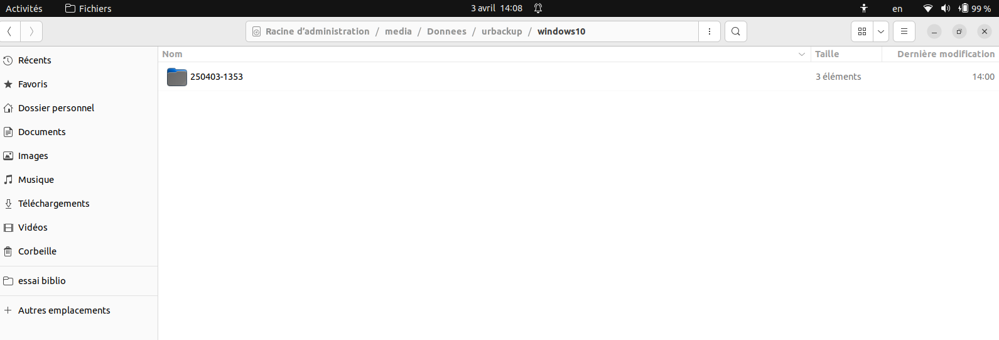 Activités Fichiers 3 avril 14:08 en 99 %
Racine d'administration / media / Donnees / urbackup / windows10
Nom Taille Dernière modification
250403-1353 3 éléments 14:00
Récents
Favoris
Dossier personnel
Documents
Images
Musique
Téléchargements
Vidéos
Corbeille
essai biblio
Autres emplacements